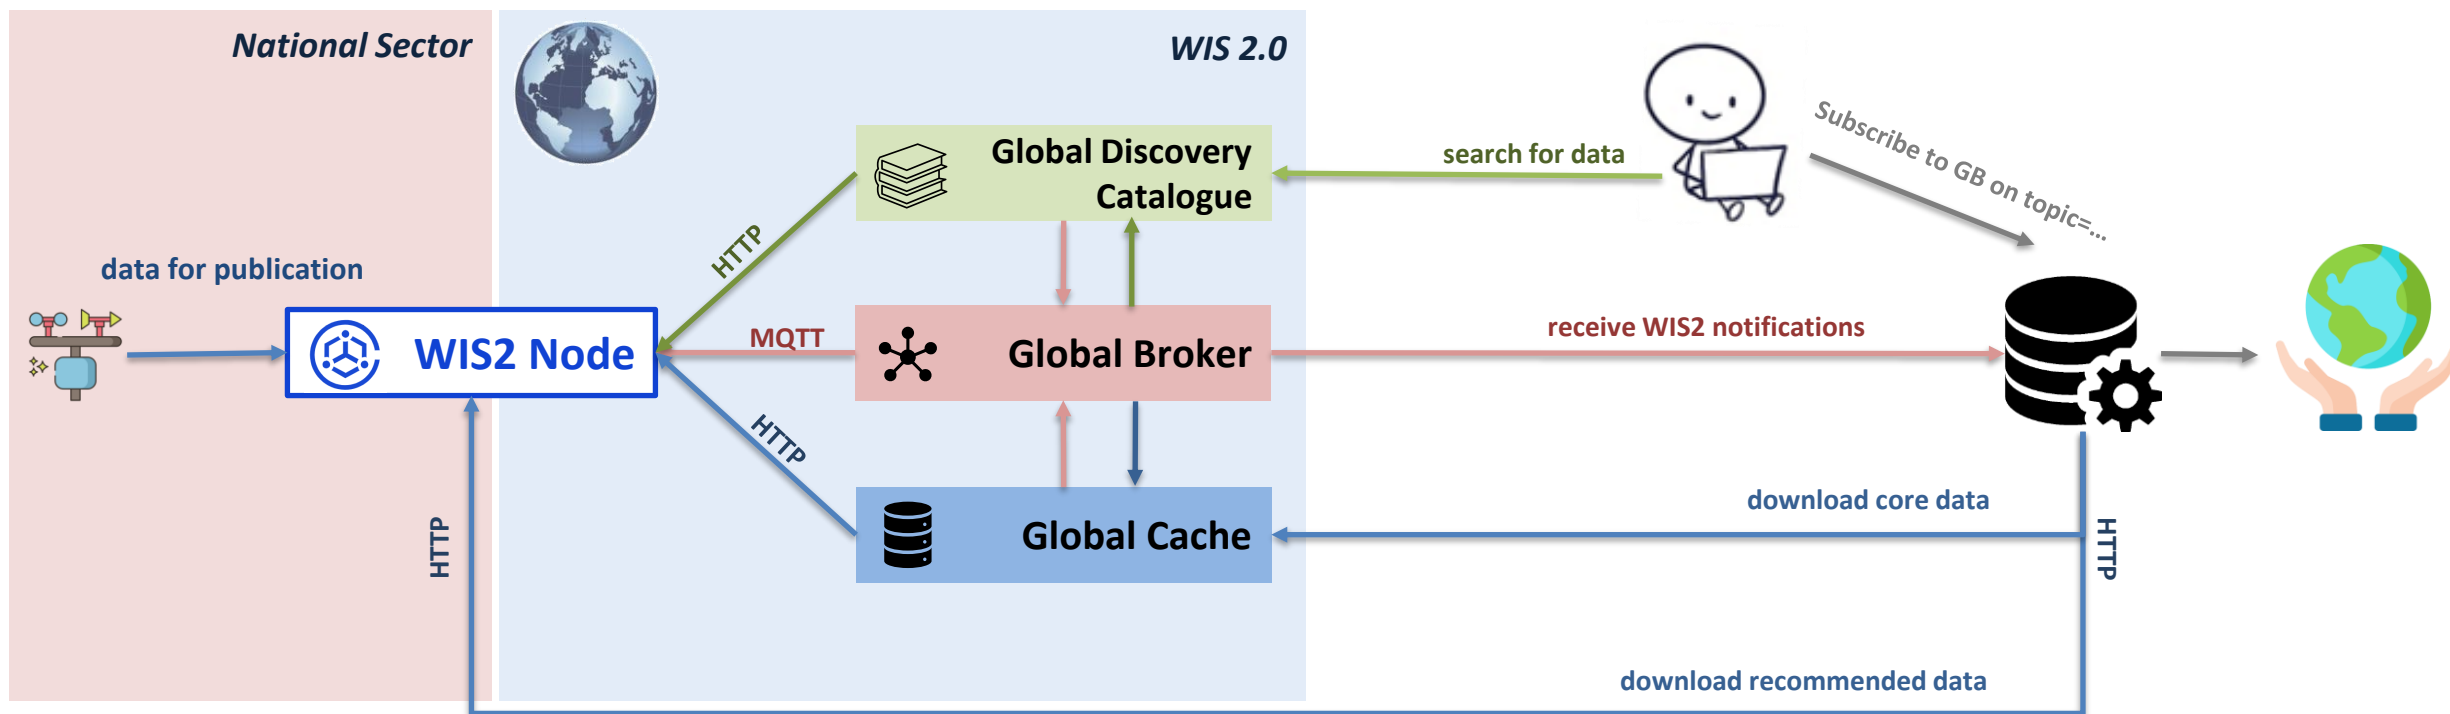 National Sector
WIS 2.0
Global Discovery
Catalogue
search for data
Subscribe to GB on topic=...
HTTP
data for publication
WIS2 Node
MQTT
Global Broker
receive WIS2 notifications
HTTP
Global Cache
download core data
HTTP
HTTP
download recommended data